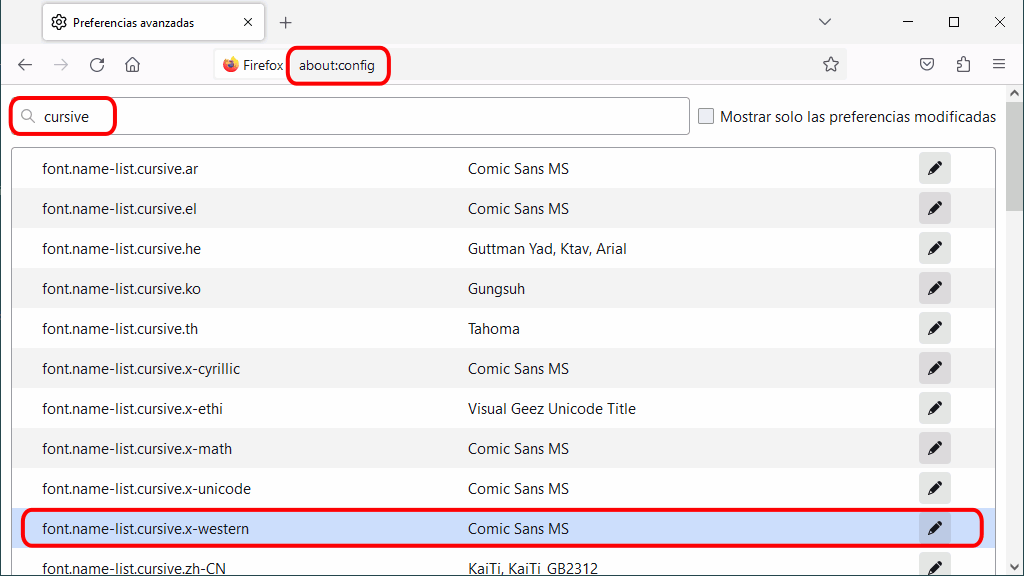 Preferencias avanzadas
Firefox about:config
cursive
Mostrar solo las preferencias modificadas
font.name-list.cursive.ar Comic Sans MS
font.name-list.cursive.el Comic Sans MS
font.name-list.cursive.he Guttman Yad, Ktav, Arial
font.name-list.cursive.ko Gungsuh
font.name-list.cursive.th Tahoma
font.name-list.cursive.x-cyrillic Comic Sans MS
font.name-list.cursive.x-ethi Visual Geez Unicode Title
font.name-list.cursive.x-math Comic Sans MS
font.name-list.cursive.x-unicode Comic Sans MS
font.name-list.cursive.x-western Comic Sans MS
font.name-list.cursive.zh-CN KaiTi, KaiTi_GB2312